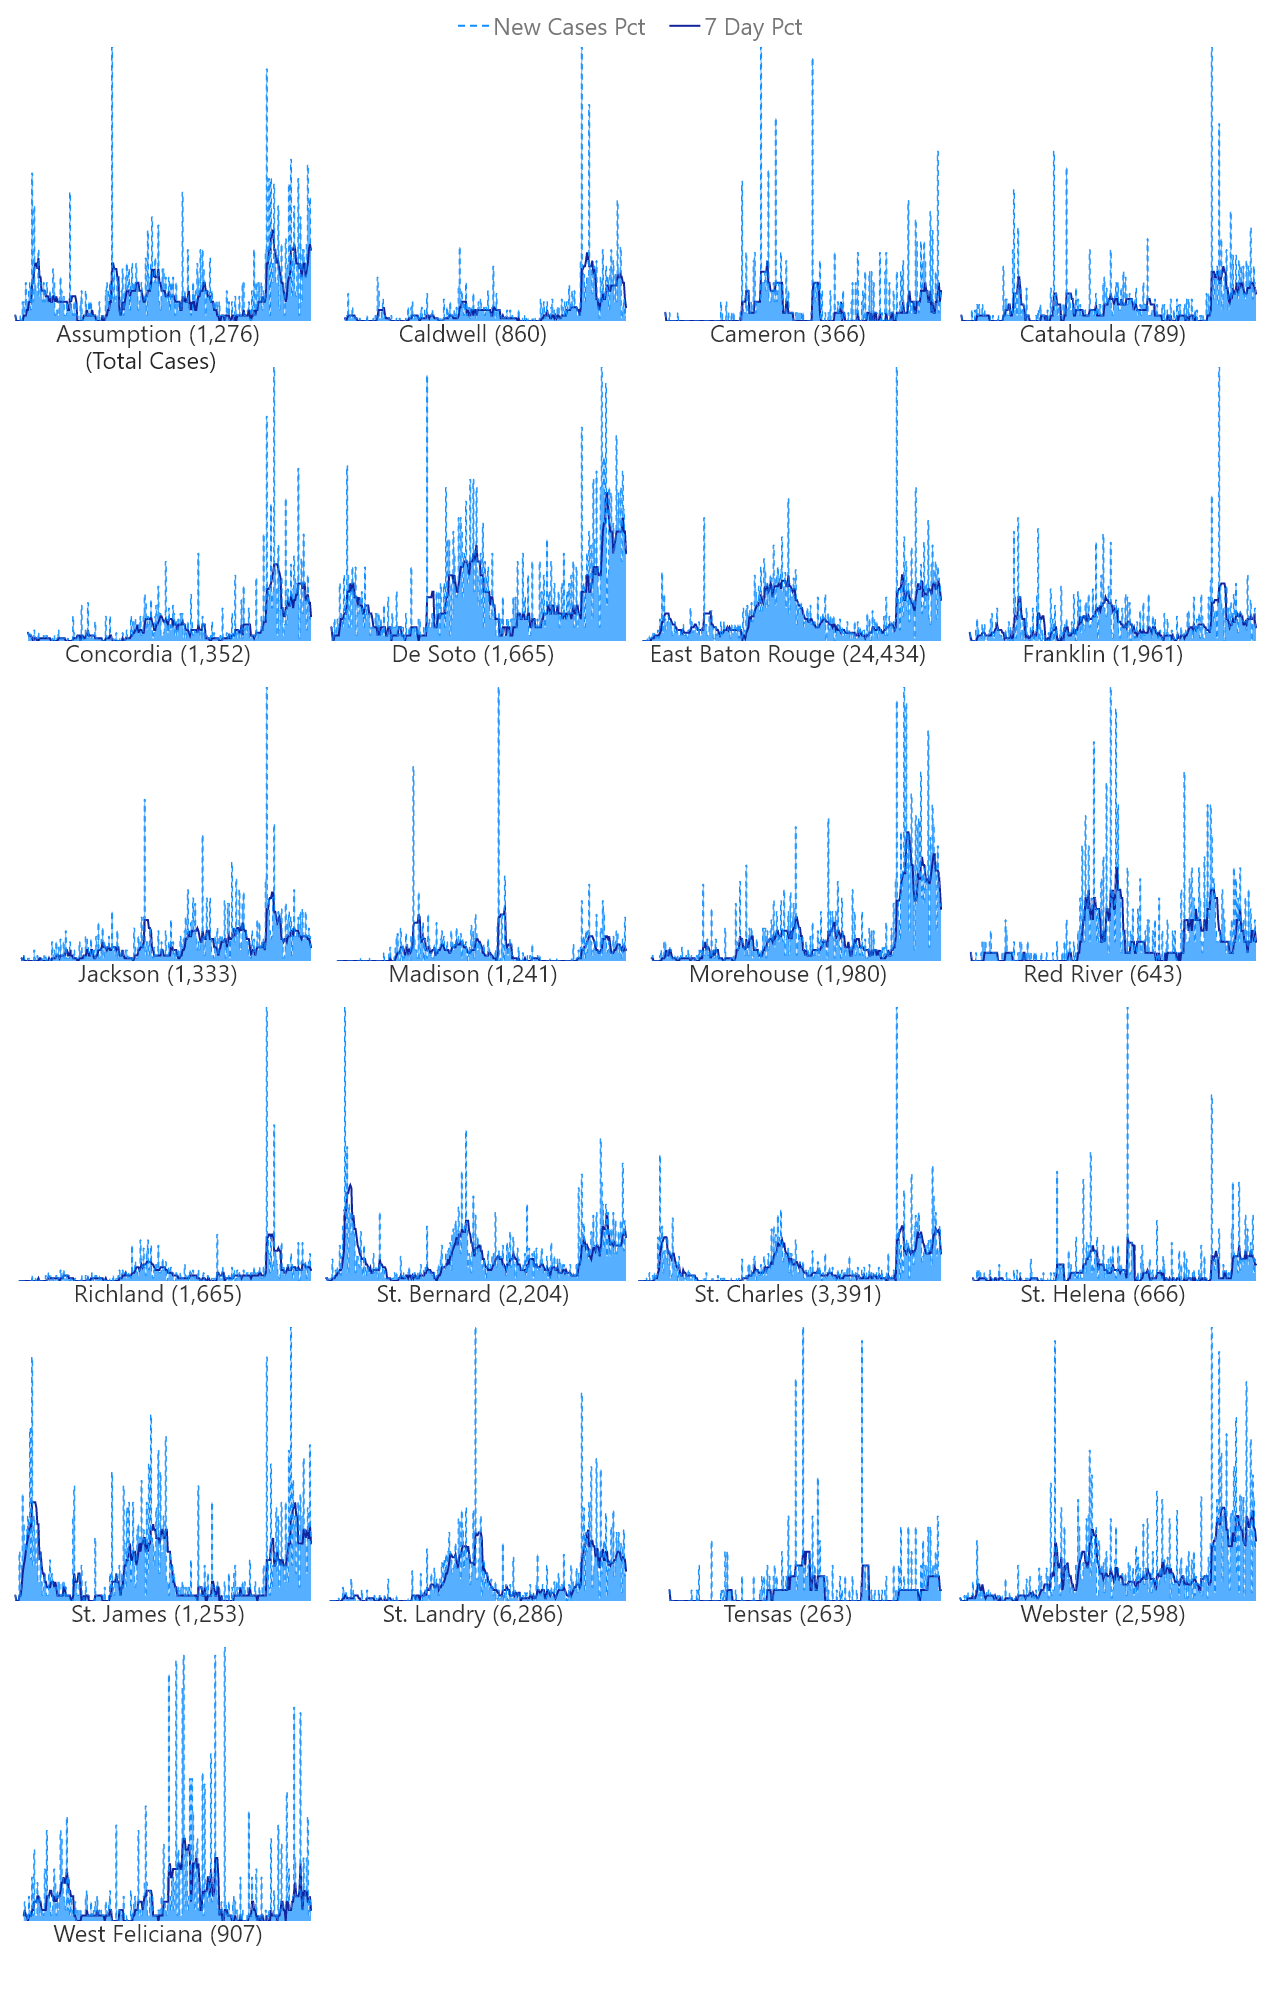 New Cases Pct 7 Day Pct
Assumption (1,276)
(Total Cases)
Caldwell (860)
Cameron (366)
Catahoula (789)
Concordia (1,352)
De Soto (1,665)
East Baton Rouge (24,434)
Franklin (1,961)
Jackson (1,333)
Madison (1,241)
Morehouse (1,980)
Red River (643)
Richland (1,665)
St. Bernard (2,204)
St. Charles (3,391)
St. Helena (666)
St. James (1,253)
St. Landry (6,286)
Tensas (263)
Webster (2,598)
West Feliciana (907)